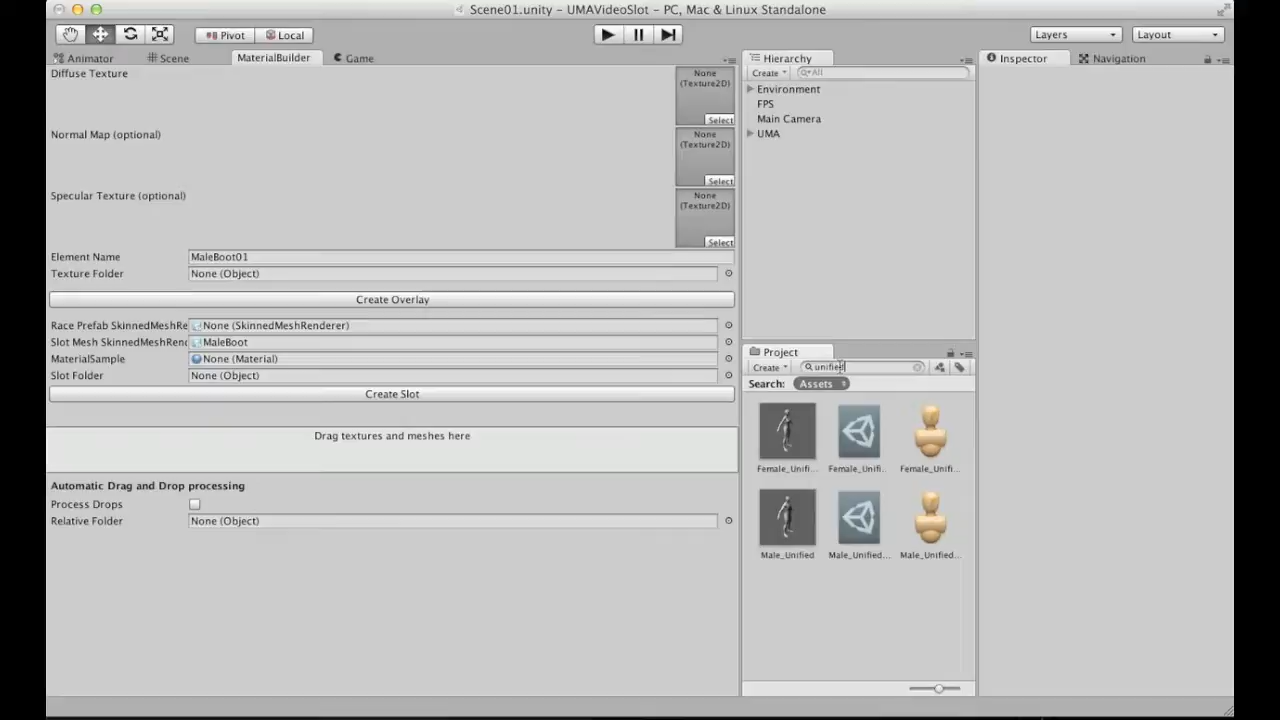 Scene01.unity - UMAVideoSlot - PC, Mac & Linux Standalone
Pivot Local
Layers Layout
Animator Scene MaterialBuilder Game
Diffuse Texture
None
(Texture2D)
Select
Normal Map (optional)
None
(Texture2D)
Select
Specular Texture (optional)
None
(Texture2D)
Select
Element Name MaleBoot01
Texture Folder None (Object)
Create Overlay
Race Prefab SkinnedMeshRe None (SkinnedMeshRenderer)
Slot Mesh SkinnedMeshRend MaleBoot
MaterialSample None (Material)
Slot Folder None (Object)
Create Slot
Drag textures and meshes here
Automatic Drag and Drop processing
Process Drops
Relative Folder None (Object)
Hierarchy
Create All
Environment
FPS
Main Camera
UMA
Project
Create unified
Search: Assets
Female_Unifi... Female_Unifi.. Female_Unif...
Male_Unified Male_Unified... Male_Unified...
Inspector Navigation